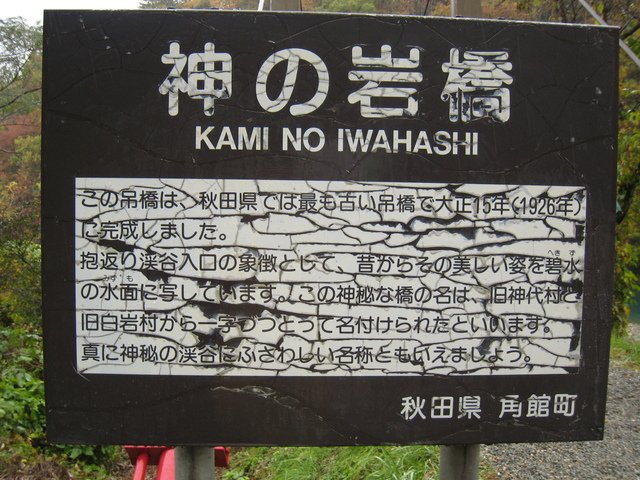 神の岩橋
KAMI NO IWAHASHI
この吊橋は、秋田県では最も古い吊橋で大正15年(1926年)
に完成しました。
抱返り渓谷入口の象徴として、昔からその美しい姿を碧水
へきすい
の水面に写しています。この神秘な橋の名は、旧神代村と
みずも
旧白岩村から一字づつとって名付けられたといいます。
真に神秘の渓谷にふさわしい名称ともいえましょう。
秋田県 角館町